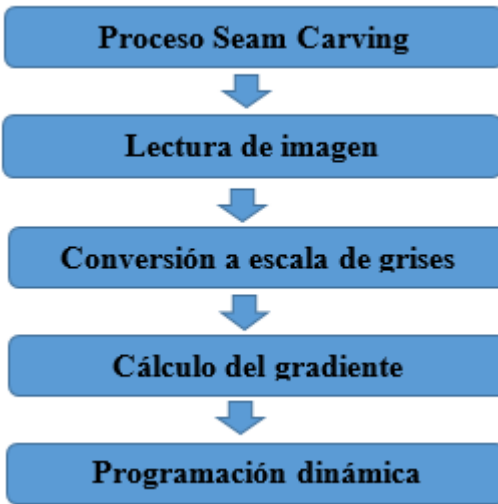 Proceso Seam Carving
Lectura de imagen
Conversión a escala de grises
Cálculo del gradiente
Programación dinámica